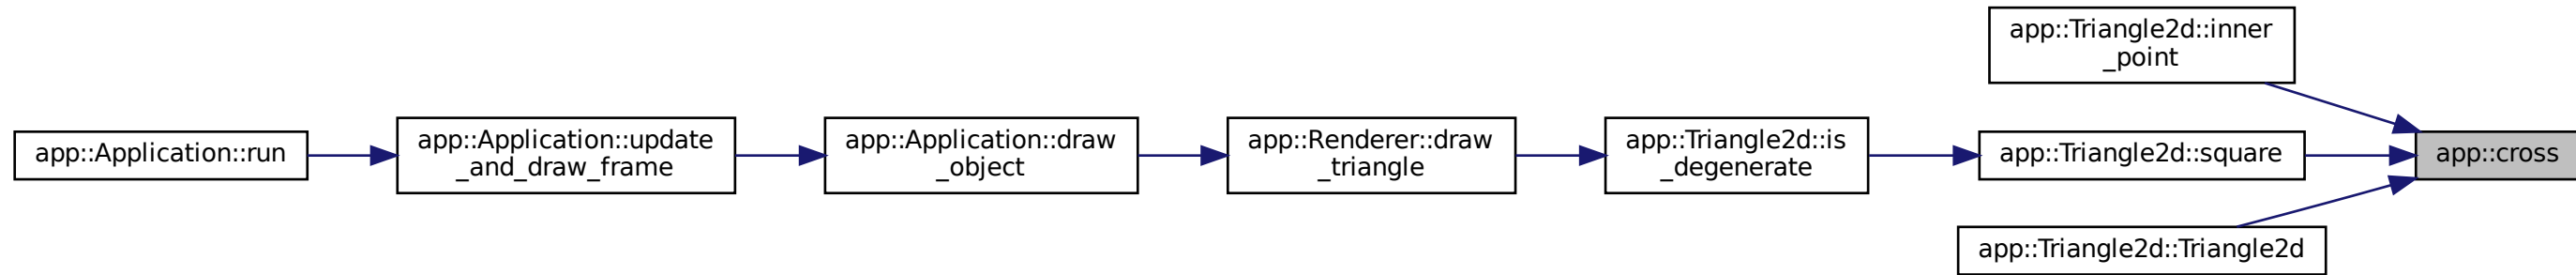 app::Application::run
app::Application::update
_and_draw_frame
app::Application::draw
_object
app::Renderer::draw
_triangle
app::Triangle2d::is
_degenerate
app::Triangle2d::inner
_point
app::Triangle2d::square
app::Triangle2d::Triangle2d
app::cross